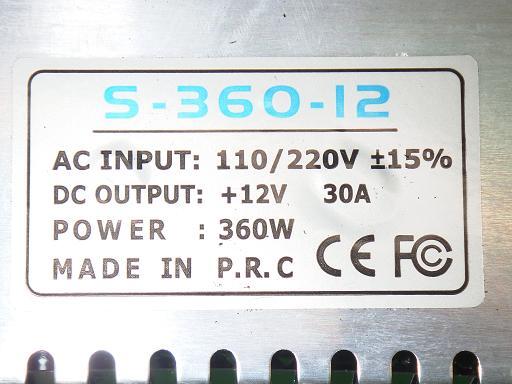 S-360-12
AC INPUT: 110/220V ±15%
DC OUTPUT: +12V 30A
POWER : 360W
MADE IN P.R.C CE FC